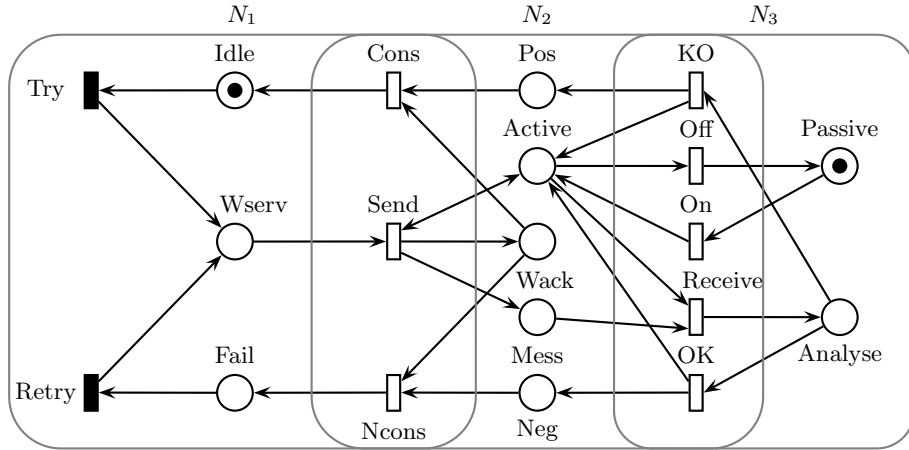 N₁ N₂ N₃
Idle Cons Pos KO
Try
Active Off Passive
Wserv Send On
Wack Receive
Fail Mess OK Analyse
Retry
Ncons Neg